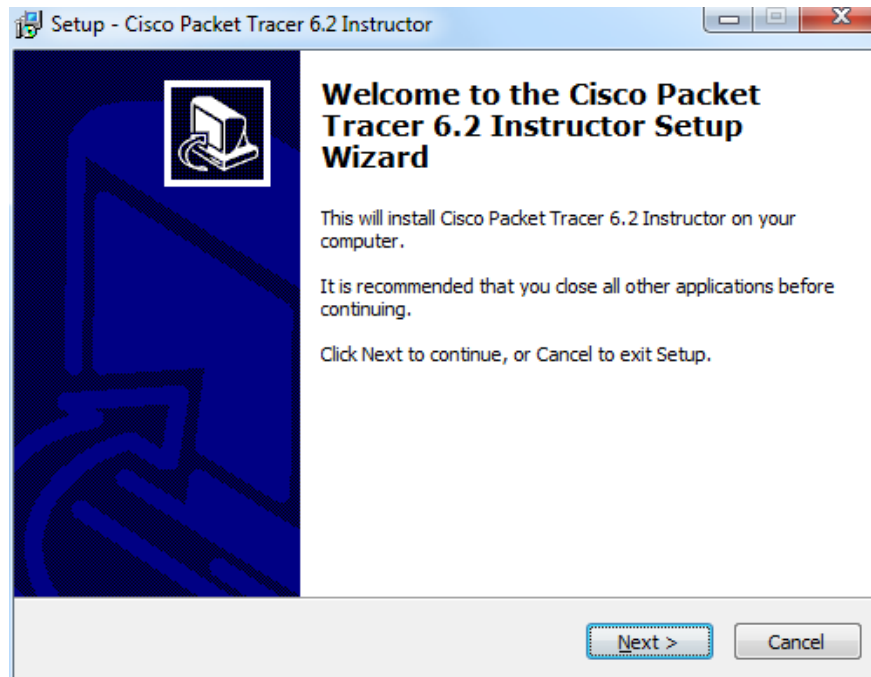 Setup - Cisco Packet Tracer 6.2 Instructor
Welcome to the Cisco Packet
Tracer 6.2 Instructor Setup
Wizard
This will install Cisco Packet Tracer 6.2 Instructor on your
computer.
It is recommended that you close all other applications before
continuing.
Click Next to continue, or Cancel to exit Setup.
Next > Cancel